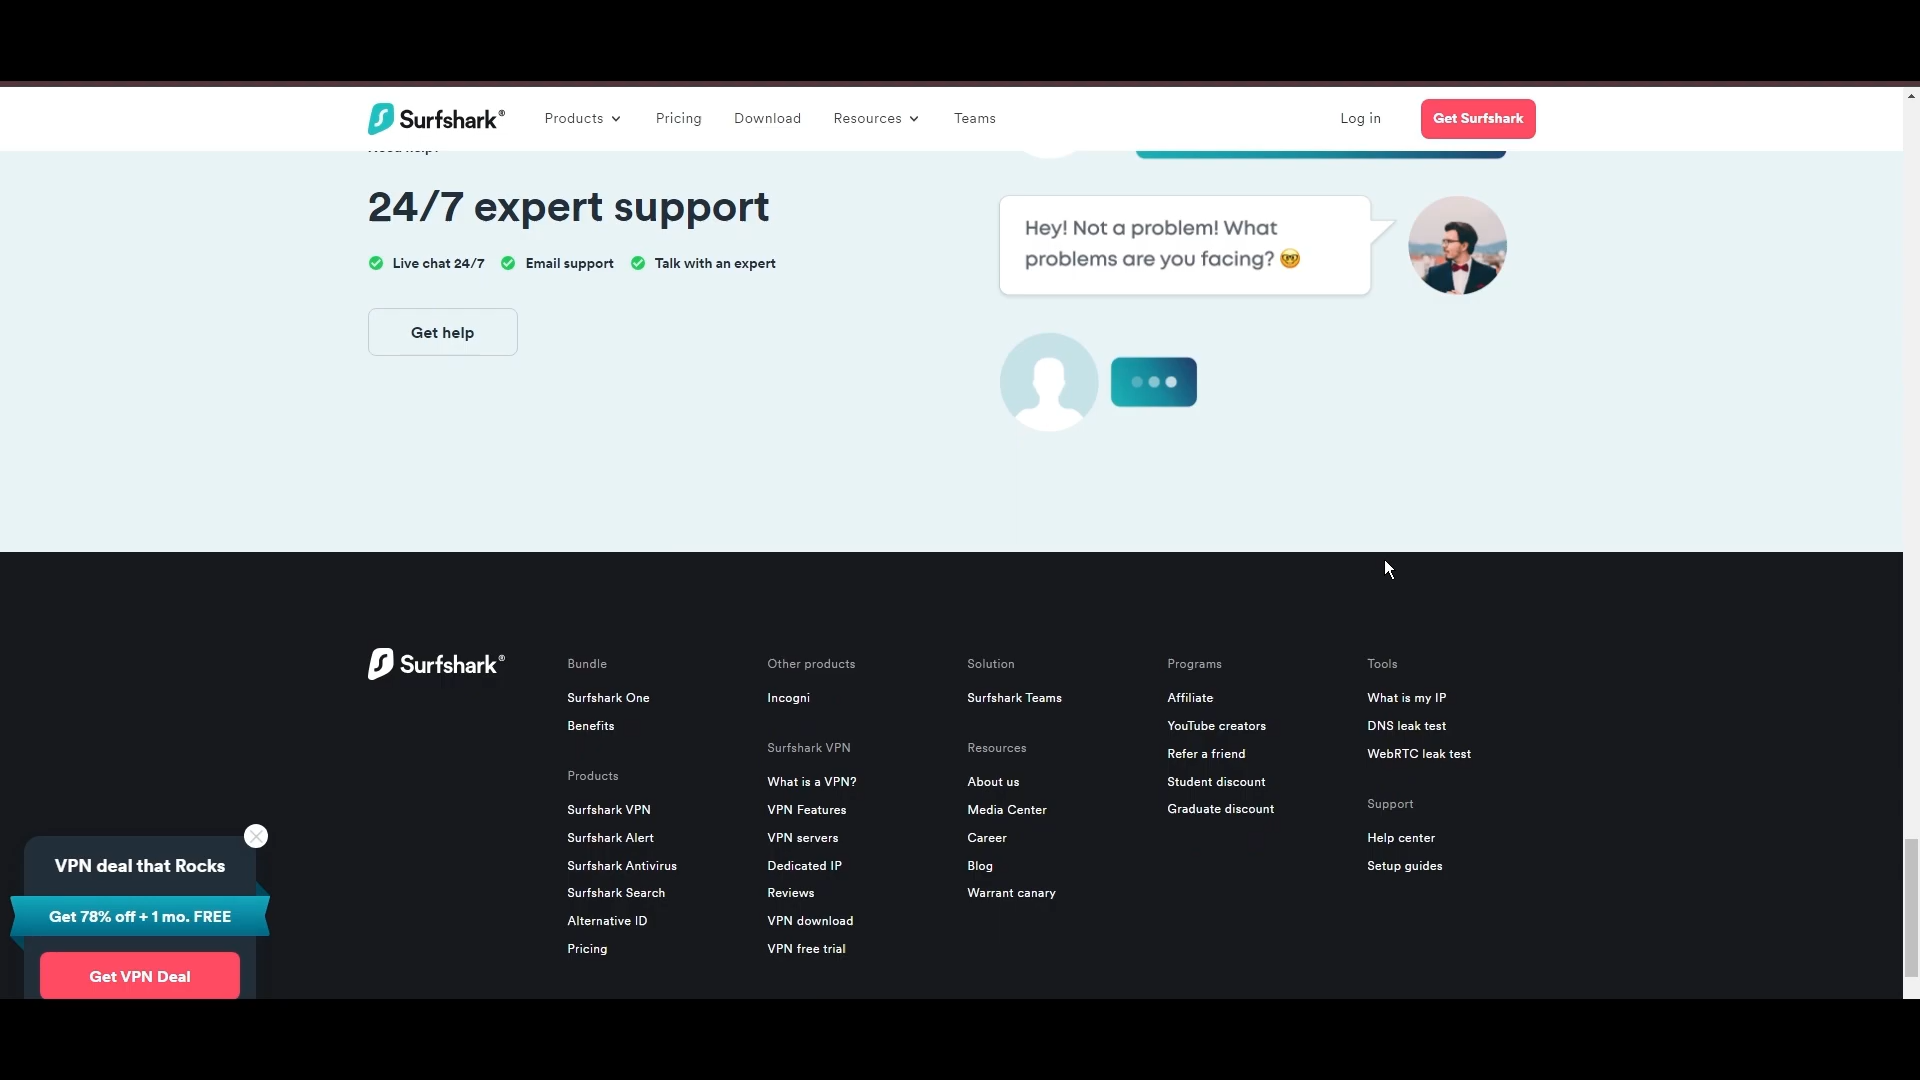 Surfshark®
Products
Pricing
Download
Resources
Teams
Log in
Get Surfshark
24/7 expert support
Live chat 24/7
Email support
Talk with an expert
Get help
Hey! Not a problem! What
problems are you facing? 🤓
Surfshark®
Bundle
Surfshark One
Benefits
Products
Surfshark VPN
Surfshark Alert
Surfshark Antivirus
Surfshark Search
Alternative ID
Pricing
Other products
Incogni
Surfshark VPN
What is a VPN?
VPN Features
VPN servers
Dedicated IP
Reviews
VPN download
VPN free trial
Solution
Surfshark Teams
Resources
About us
Media Center
Career
Blog
Warrant canary
Programs
Affiliate
YouTube creators
Refer a friend
Student discount
Graduate discount
Tools
What is my IP
DNS leak test
WebRTC leak test
Support
Help center
Setup guides
VPN deal that Rocks
Get 78% off + 1 mo. FREE
Get VPN Deal